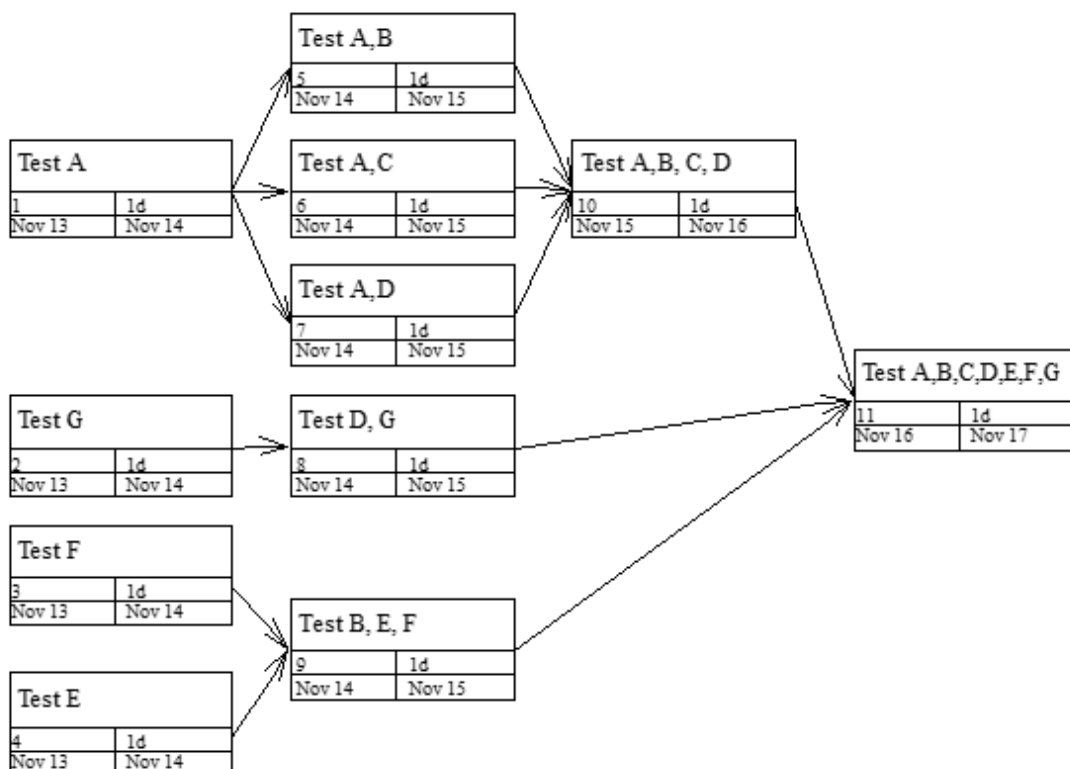 Test A,B
5 1d
Nov 14 Nov 15
Test A
1 1d
Nov 13 Nov 14
Test A,C
6 1d
Nov 14 Nov 15
Test A,B, C, D
10 1d
Nov 15 Nov 16
Test A,D
7 1d
Nov 14 Nov 15
Test A,B,C,D,E,F,G
11 1d
Nov 16 Nov 17
Test G
2 1d
Nov 13 Nov 14
Test D, G
8 1d
Nov 14 Nov 15
Test F
3 1d
Nov 13 Nov 14
Test B, E, F
9 1d
Nov 14 Nov 15
Test E
4 1d
Nov 13 Nov 14